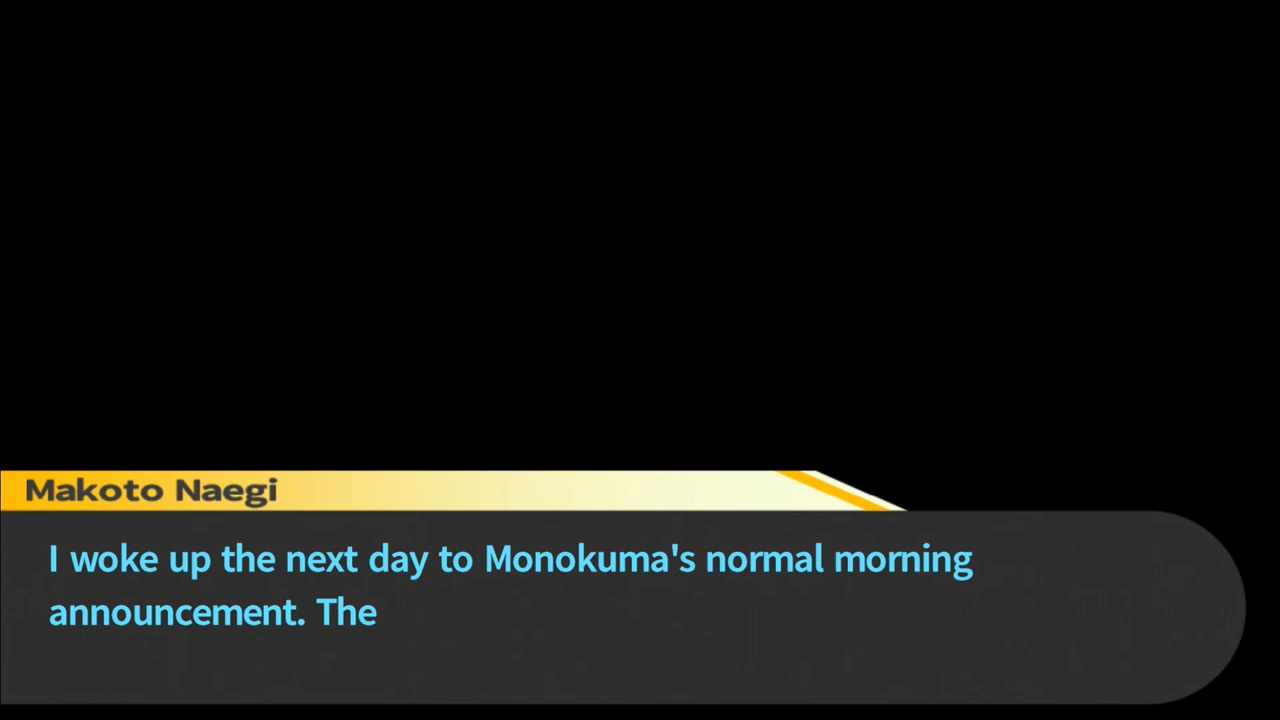 Makoto Naegi
I woke up the next day to Monokuma's normal morning
announcement. The